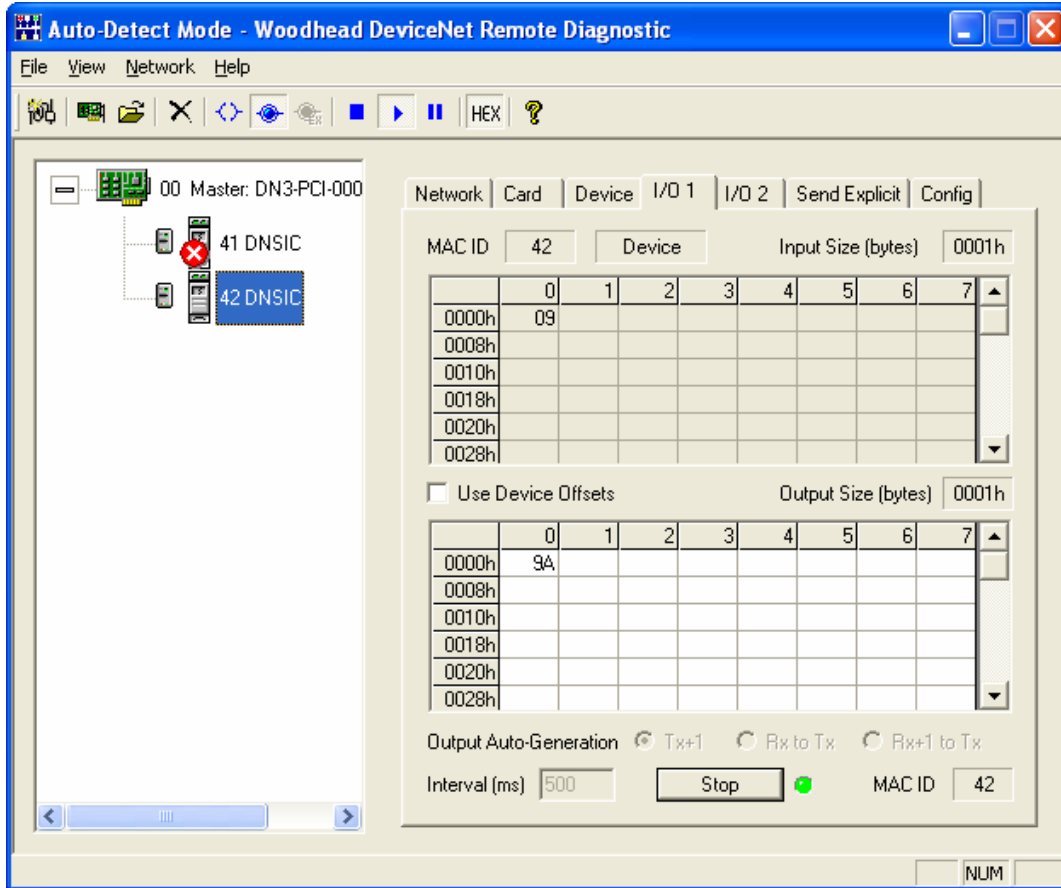 Auto-Detect Mode - Woodhead DeviceNet Remote Diagnostic
File View Network Help
HEX
00 Master: DN3-PCI-000
41 DNSIC
42 DNSIC
Network Card Device I/O 1 I/O 2 Send Explicit Config
MAC ID 42 Device Input Size (bytes) 0001h
0 1 2 3 4 5 6 7
0000h 09
0008h
0010h
0018h
0020h
0028h
Use Device Offsets Output Size (bytes) 0001h
0 1 2 3 4 5 6 7
0000h 9A
0008h
0010h
0018h
0020h
0028h
Output Auto-Generation Tx+1 Rx to Tx Rx+1 to Tx
Interval (ms) 500 Stop MAC ID 42
NUM